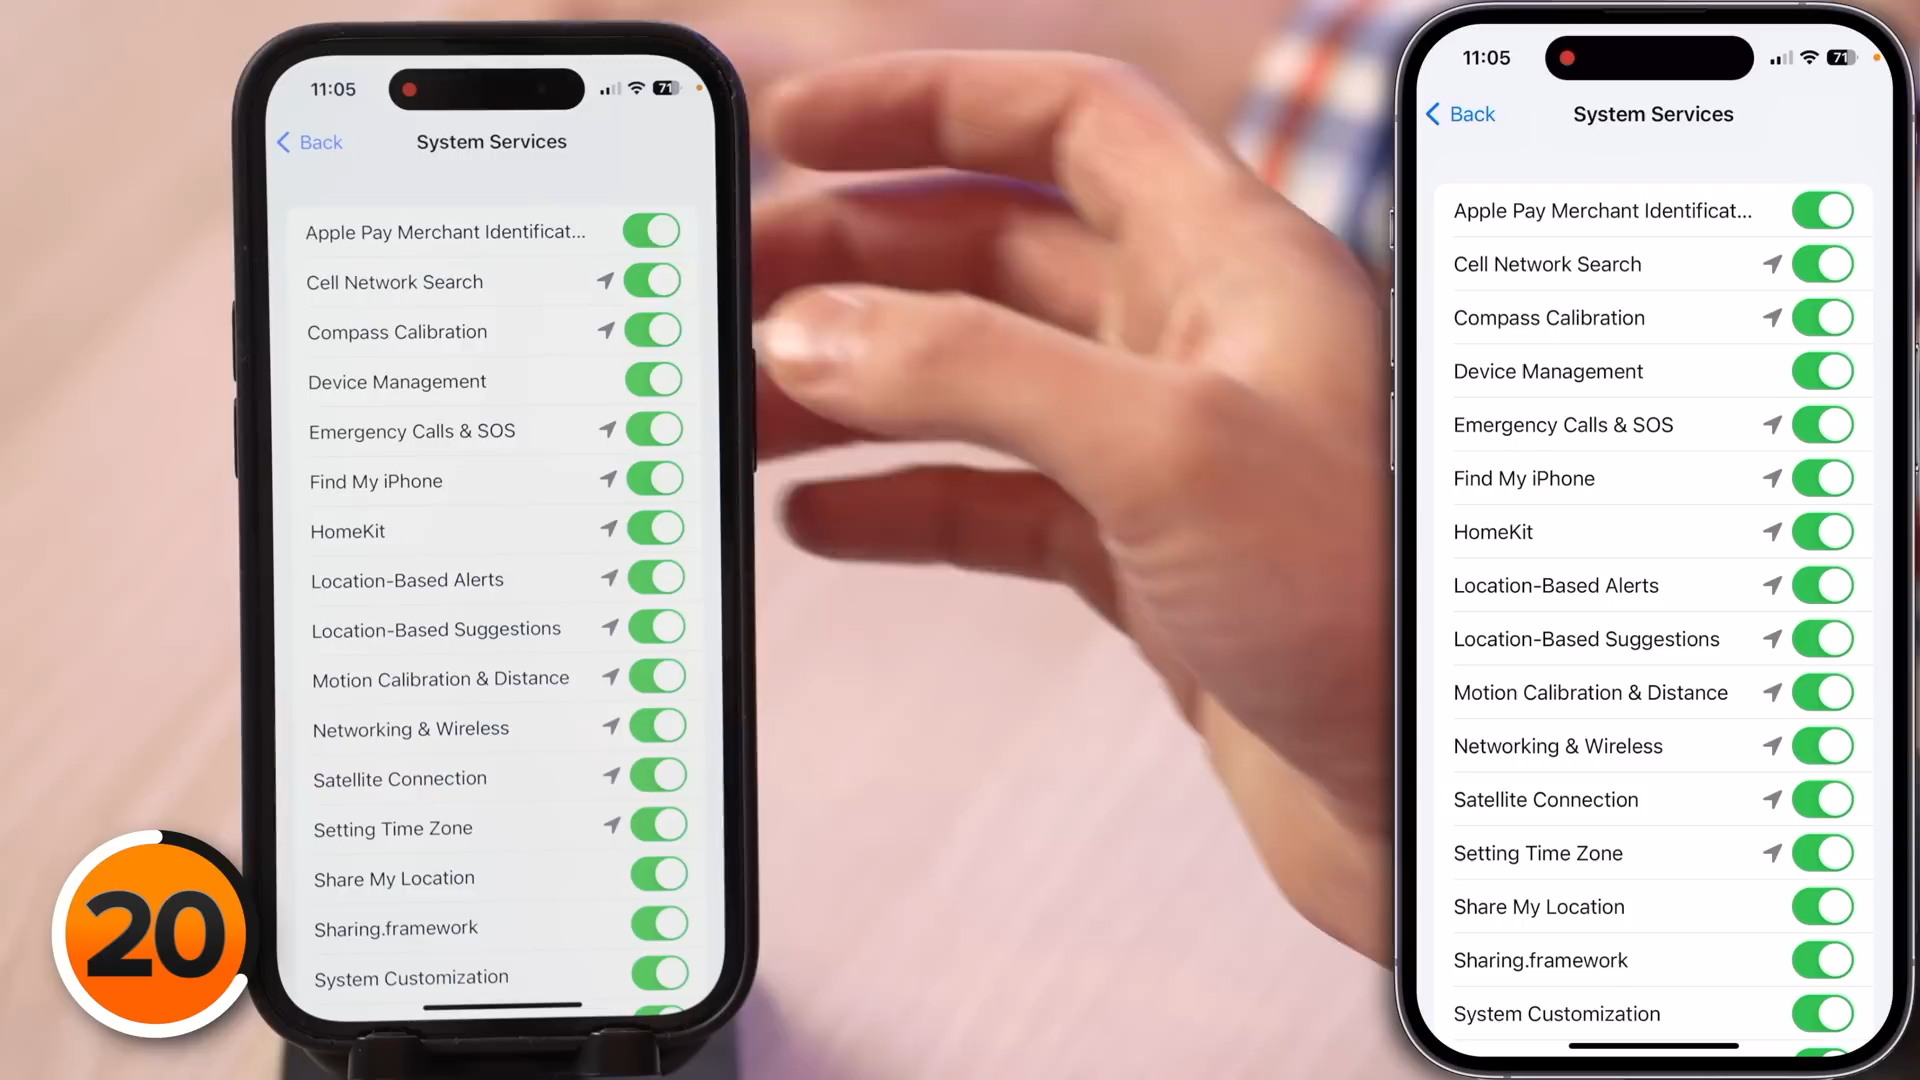 11:05
71
Back
System Services
Apple Pay Merchant Identificat...
Cell Network Search
Compass Calibration
Device Management
Emergency Calls & SOS
Find My iPhone
HomeKit
Location-Based Alerts
Location-Based Suggestions
Motion Calibration & Distance
Networking & Wireless
Satellite Connection
Setting Time Zone
Share My Location
Sharing.framework
System Customization
20
11:05
71
Back
System Services
Apple Pay Merchant Identificat...
Cell Network Search
Compass Calibration
Device Management
Emergency Calls & SOS
Find My iPhone
HomeKit
Location-Based Alerts
Location-Based Suggestions
Motion Calibration & Distance
Networking & Wireless
Satellite Connection
Setting Time Zone
Share My Location
Sharing.framework
System Customization